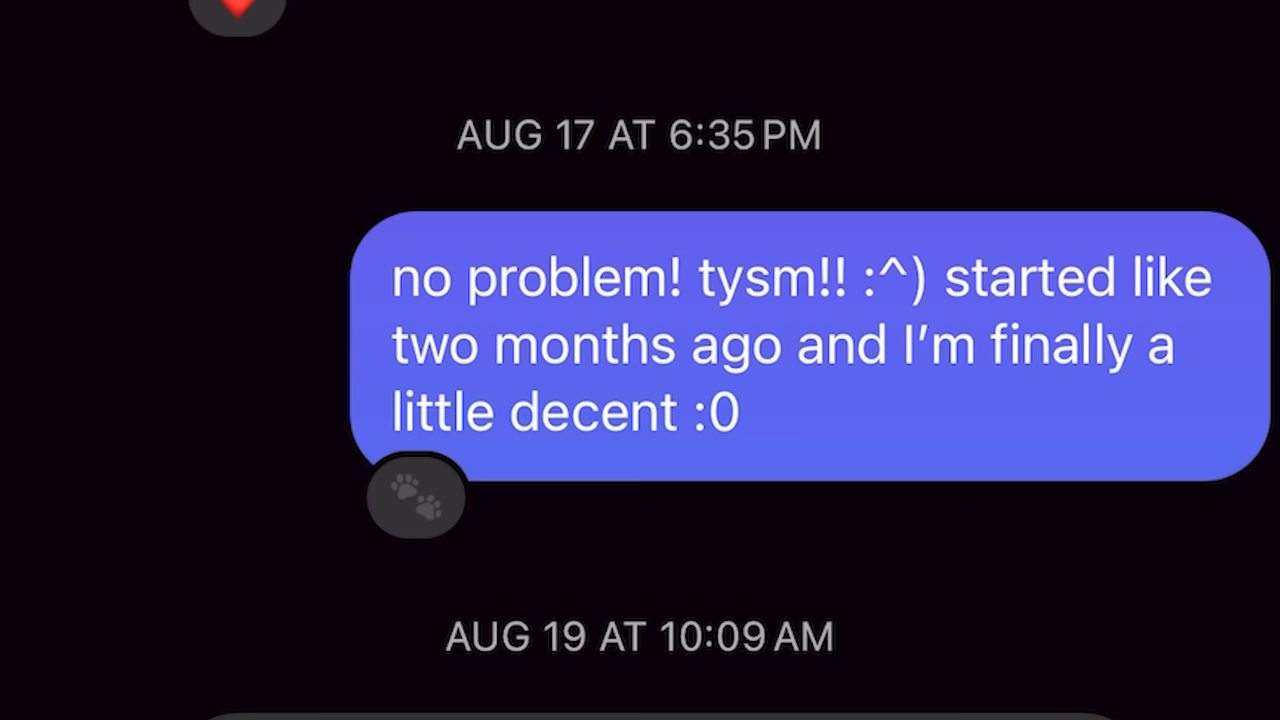 AUG 17 AT 6:35 PM
no problem! tysm!! :^) started like
two months ago and I’m finally a
little decent :0
AUG 19 AT 10:09 AM